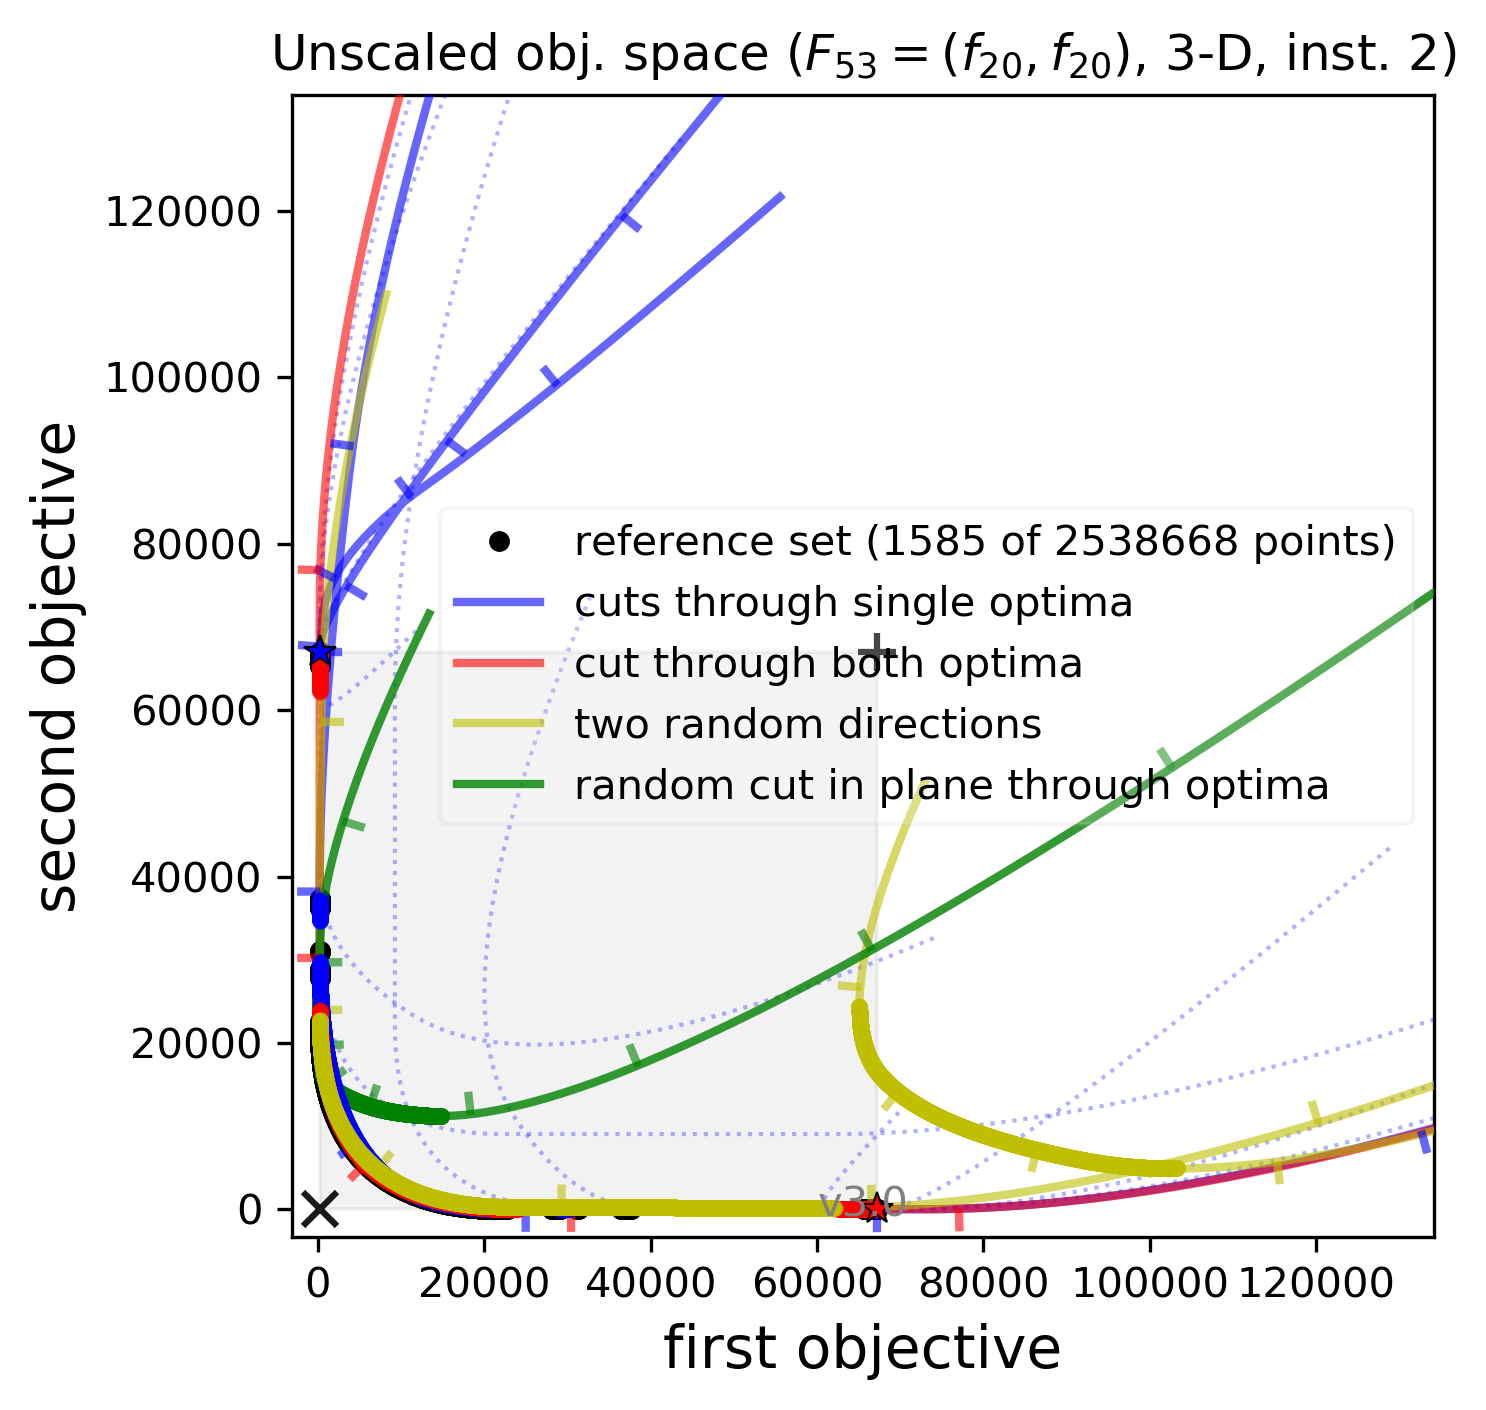 Unscaled obj. space (F₅₃ = (f₂₀, f₂₀), 3-D, inst. 2)
120000
100000
80000
60000
40000
20000
0
second objective
reference set (1585 of 2538668 points)
cuts through single optima
cut through both optima
two random directions
random cut in plane through optima
v3.0
0 20000 40000 60000 80000 100000 120000
first objective